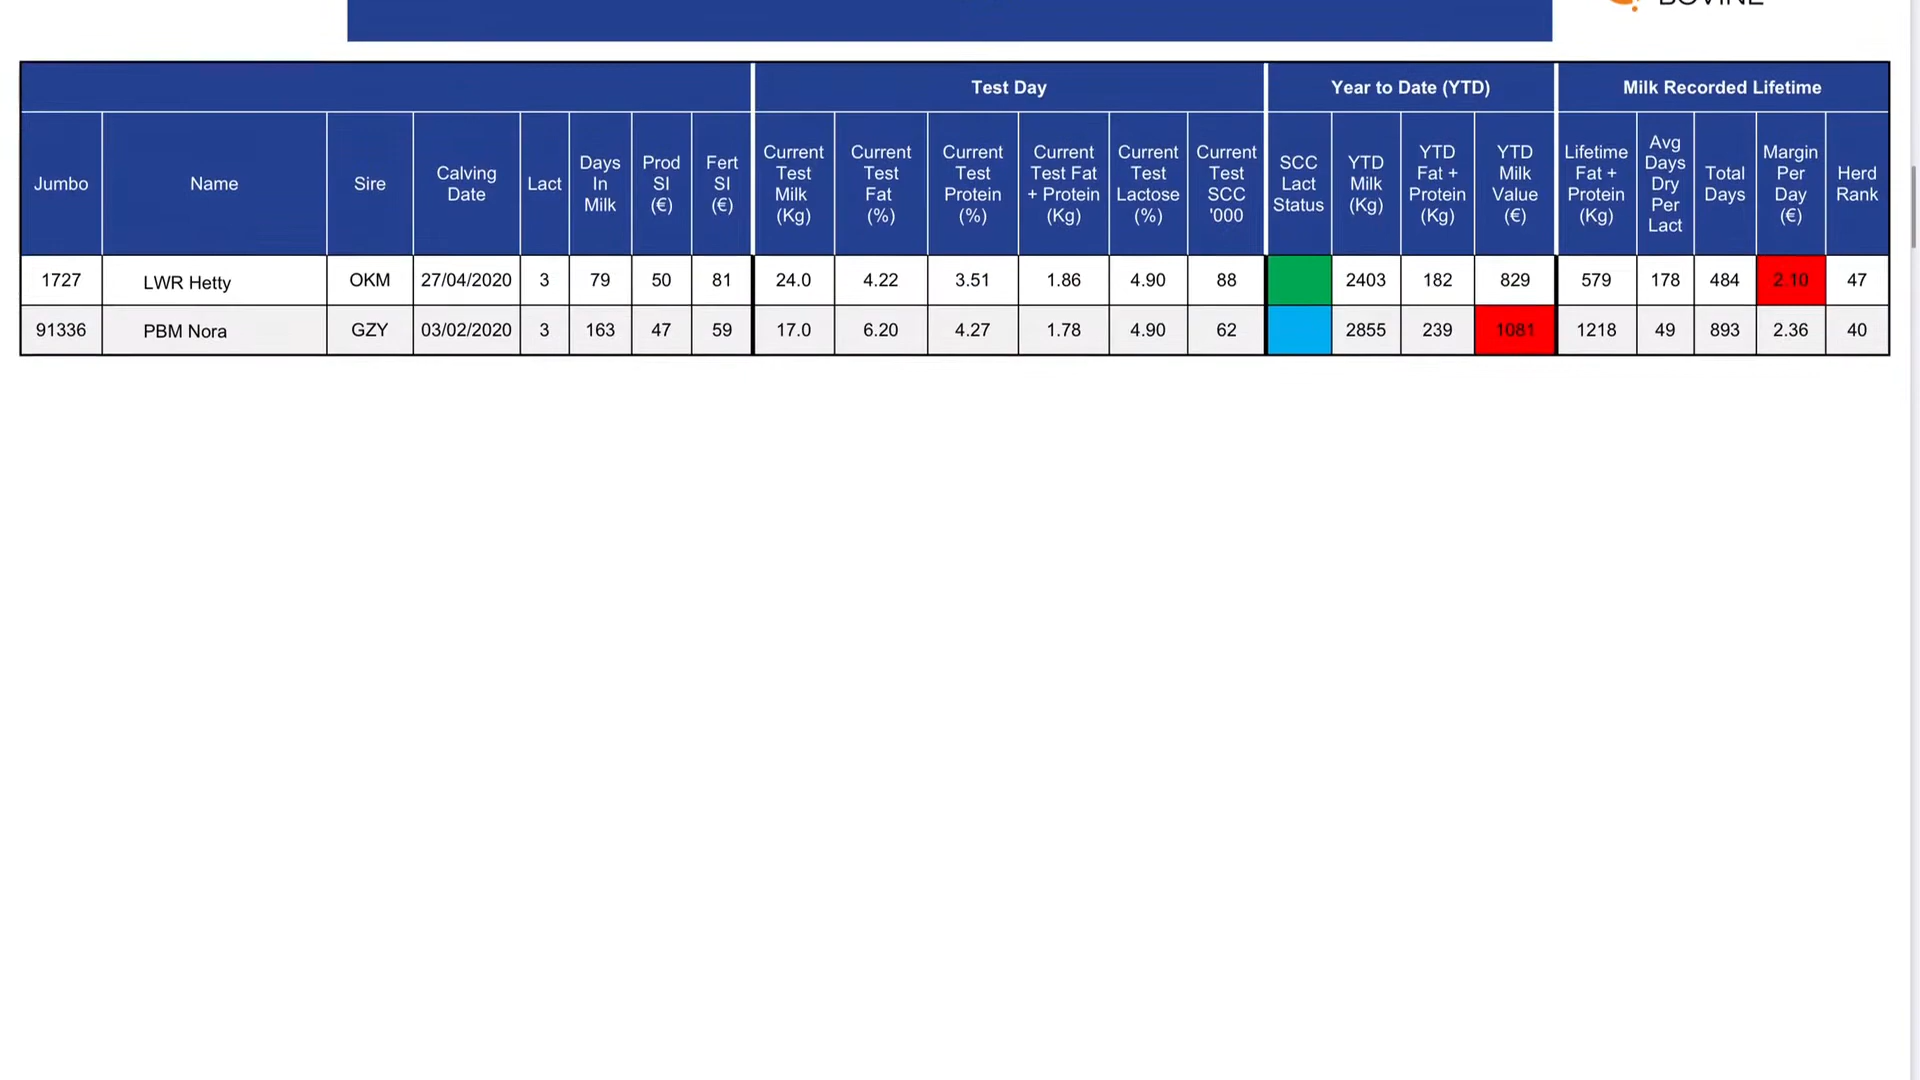 BOVINE
Test Day Year to Date (YTD) Milk Recorded Lifetime
Jumbo Name Sire Calving Date Lact Days In Milk Prod SI (€) Fert SI (€) Current Test Milk (Kg) Current Test Fat (%) Current Test Protein (%) Current Test Fat + Protein (Kg) Current Test Lactose (%) Current Test SCC '000 SCC Lact Status YTD Milk (Kg) YTD Fat + Protein (Kg) YTD Milk Value (€) Lifetime Fat + Protein (Kg) Avg Days Dry Per Lact Total Days Margin Per Day (€) Herd Rank
1727 LWR Hetty OKM 27/04/2020 3 79 50 81 24.0 4.22 3.51 1.86 4.90 88 2403 182 829 579 178 484 2.10 47
91336 PBM Nora GZY 03/02/2020 3 163 47 59 17.0 6.20 4.27 1.78 4.90 62 2855 239 1081 1218 49 893 2.36 40